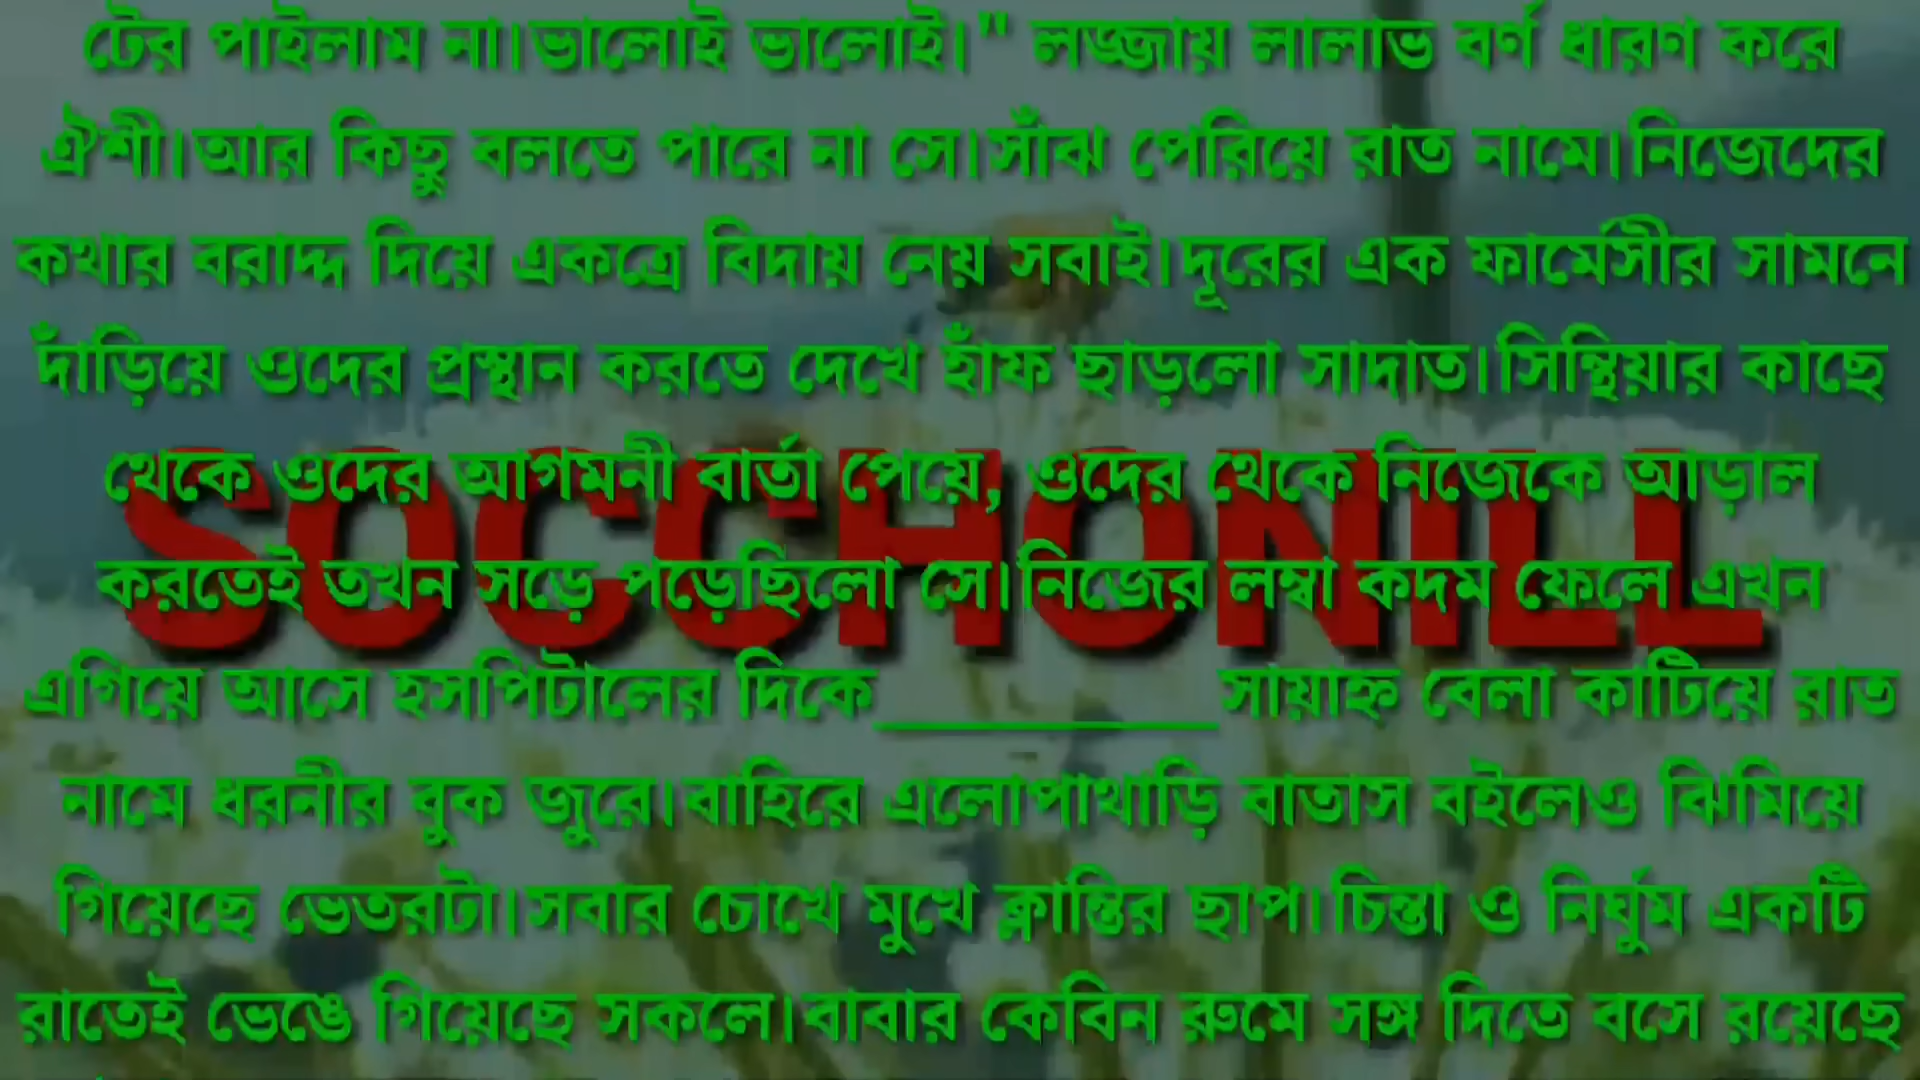 টের পাইলাম না।ভালোই ভালোই।" লজ্জায় লালাভ বর্ণ ধারণ করে
ঐশী।আর কিছু বলতে পারে না সে।সাঁঝ পেরিয়ে রাত নামে।নিজেদের
কথার বরাদ্দ দিয়ে একত্রে বিদায় নেয় সবাই।দূরের এক ফার্মেসীর সামনে
দাঁড়িয়ে ওদের প্রস্থান করতে দেখে হাঁফ ছাড়লো সাদাত।সিন্থিয়ার কাছে
থেকে ওদের আগমনী বার্তা পেয়ে, ওদের থেকে নিজেকে আড়াল
SOCCHONILL
করতেই তখন সড়ে পড়েছিলো সে।নিজের লম্বা কদম ফেলে এখন
এগিয়ে আসে হসপিটালের দিকে__________সায়াহ্ন বেলা কাটিয়ে রাত
নামে ধরনীর বুক জুরে।বাহিরে এলোপাথাড়ি বাতাস বইলেও ঝিমিয়ে
গিয়েছে ভেতরটা।সবার চোখে মুখে ক্লান্তির ছাপ।চিন্তা ও নির্ঘুম একটি
রাতেই ভেঙে গিয়েছে সকলে।বাবার কেবিন রুমে সঙ্গ দিতে বসে রয়েছে